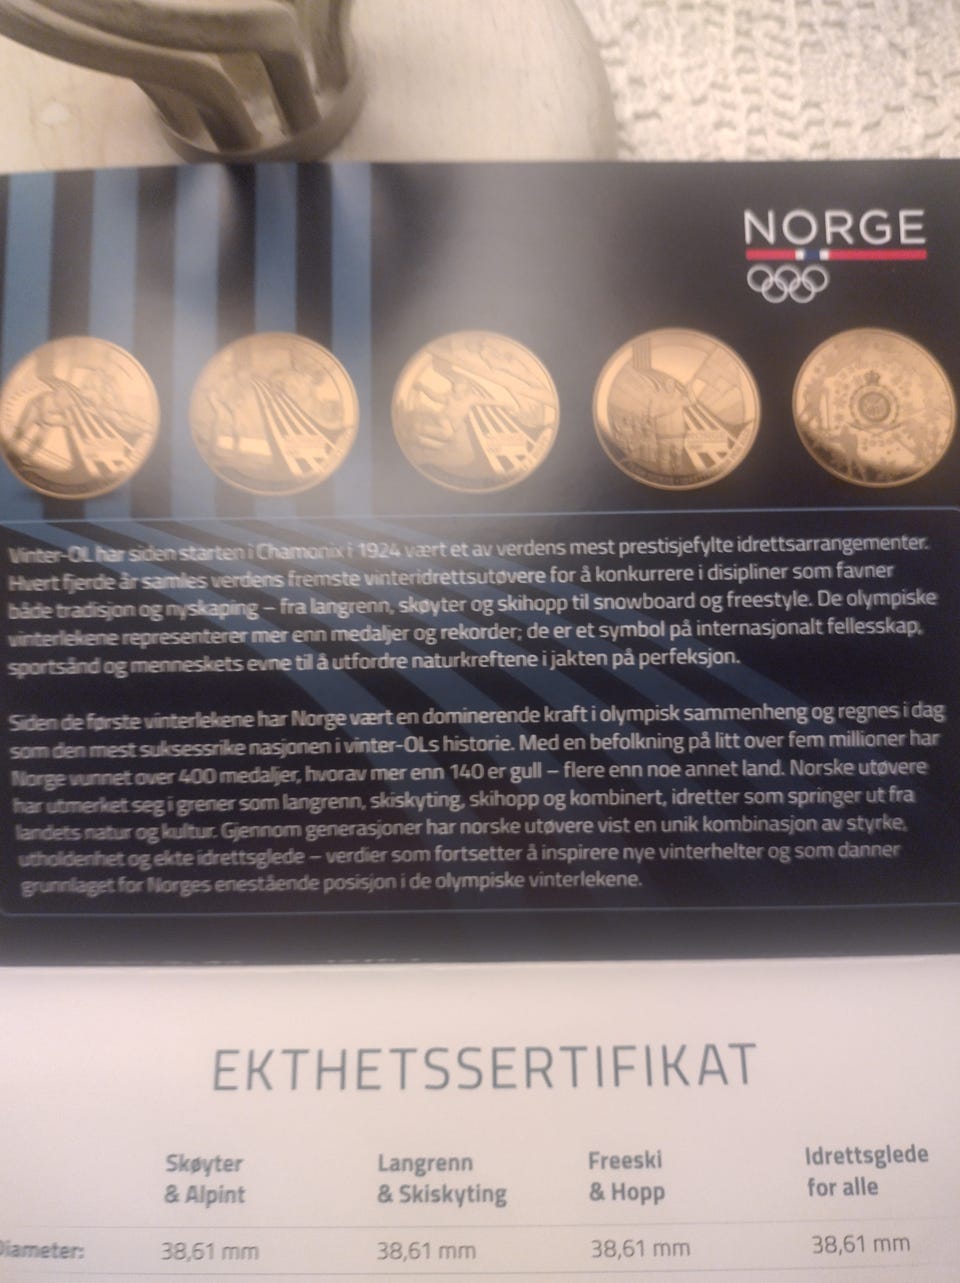 NORGE
Vinter-OL har siden starten i Chamonix i 1924 vært et av verdens mest prestisjefylte idrettsarrangementer.
Hvert fjerde år samles verdens fremste vinteridrettsutøvere for å konkurrere i disipliner som favner
både tradisjon og nyskaping – fra langrenn, skøyter og skihopp til snowboard og freestyle. De olympiske
vinterlekene representerer mer enn medaljer og rekorder; de er et symbol på internasjonalt fellesskap,
sportsånd og menneskets evne til å utfordre naturkreftene i jakten på perfeksjon.
Siden de første vinterlekene har Norge vært en dominerende kraft i olympisk sammenheng og regnes i dag
som den mest suksessrike nasjonen i vinter-OLs historie. Med en befolkning på litt over fem millioner har
Norge vunnet over 400 medaljer, hvorav mer enn 140 er gull – flere enn noe annet land. Norske utøvere
har utmerket seg i grener som langrenn, skiskyting, skihopp og kombinert, idretter som springer ut fra
landets natur og kultur. Gjennom generasjoner har norske utøvere vist en unik kombinasjon av styrke,
utholdenhet og ekte idrettsglede – verdier som fortsetter å inspirere nye vinterhelter og som danner
grunnlaget for Norges enestående posisjon i de olympiske vinterlekene.
EKTHETSSERTIFIKAT
Skøyter Langrenn Freeski Idrettsglede
& Alpint & Skiskyting & Hopp for alle
Diameter: 38,61 mm 38,61 mm 38,61 mm 38,61 mm